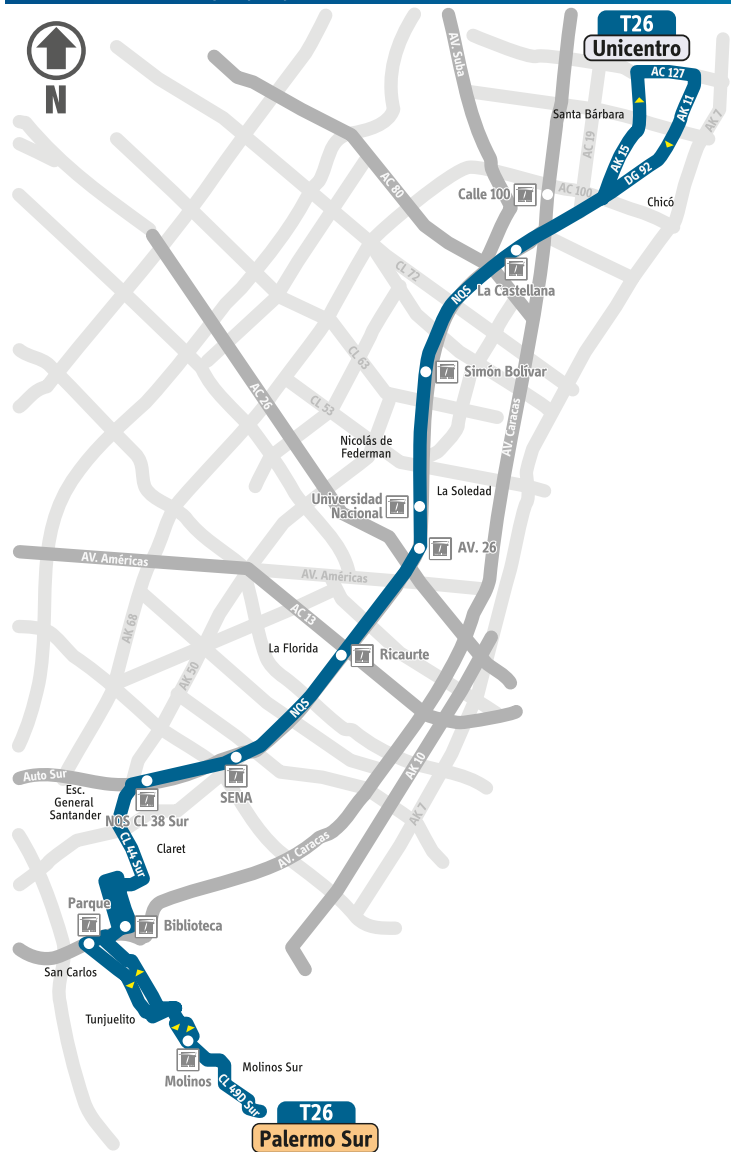 T26
Unicentro
N
AV. Suba
AC 127
AK 11
AK 7
Santa Bárbara
AC 19
AK 15
DG 92
AC 80
Calle 100
AC 100
Chicó
CL 72
La Castellana
NQS
CL 63
Simón Bolívar
AC 26
CL 53
AV. Caracas
Nicolás de
Federman
La Soledad
Universidad
Nacional
AV. 26
AV. Américas
AV. Américas
AC 13
AK 68
La Florida
Ricaurte
AK 50
NQS
Auto Sur
AK 10
SENA
Esc.
General
Santander
NQS CL 38 Sur
AK 7
CL 44 Sur
Claret
AV. Caracas
Parque
Biblioteca
San Carlos
Tunjuelito
Molinos
Molinos Sur
CL 49D Sur
T26
Palermo Sur